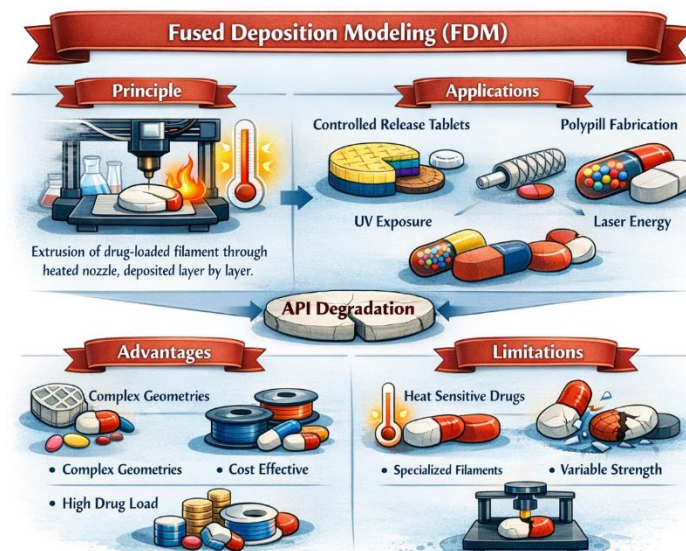 Fused Deposition Modeling (FDM)
Principle
Extrusion of drug-loaded filament through
heated nozzle, deposited layer by layer.
Applications
Controlled Release Tablets
Polypill Fabrication
UV Exposure
Laser Energy
API Degradation
Advantages
Complex Geometries
• Complex Geometries
• Cost Effective
• High Drug Load
Limitations
Heat Sensitive Drugs
• Specialized Filaments
• Variable Strength